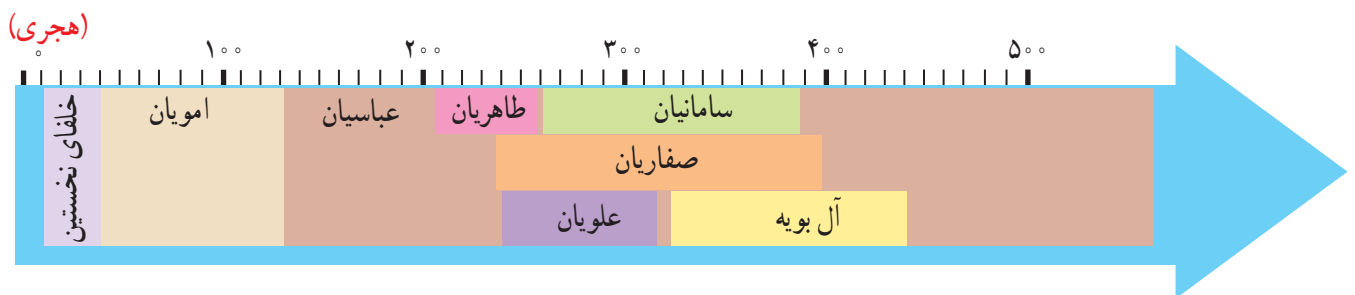 (هجری)
۰ ۱۰۰ ۲۰۰ ۳۰۰ ۴۰۰ ۵۰۰
خلفای نخستین
امویان
عباسیان
طاهریان
سامانیان
صفاریان
علویان
آل بویه